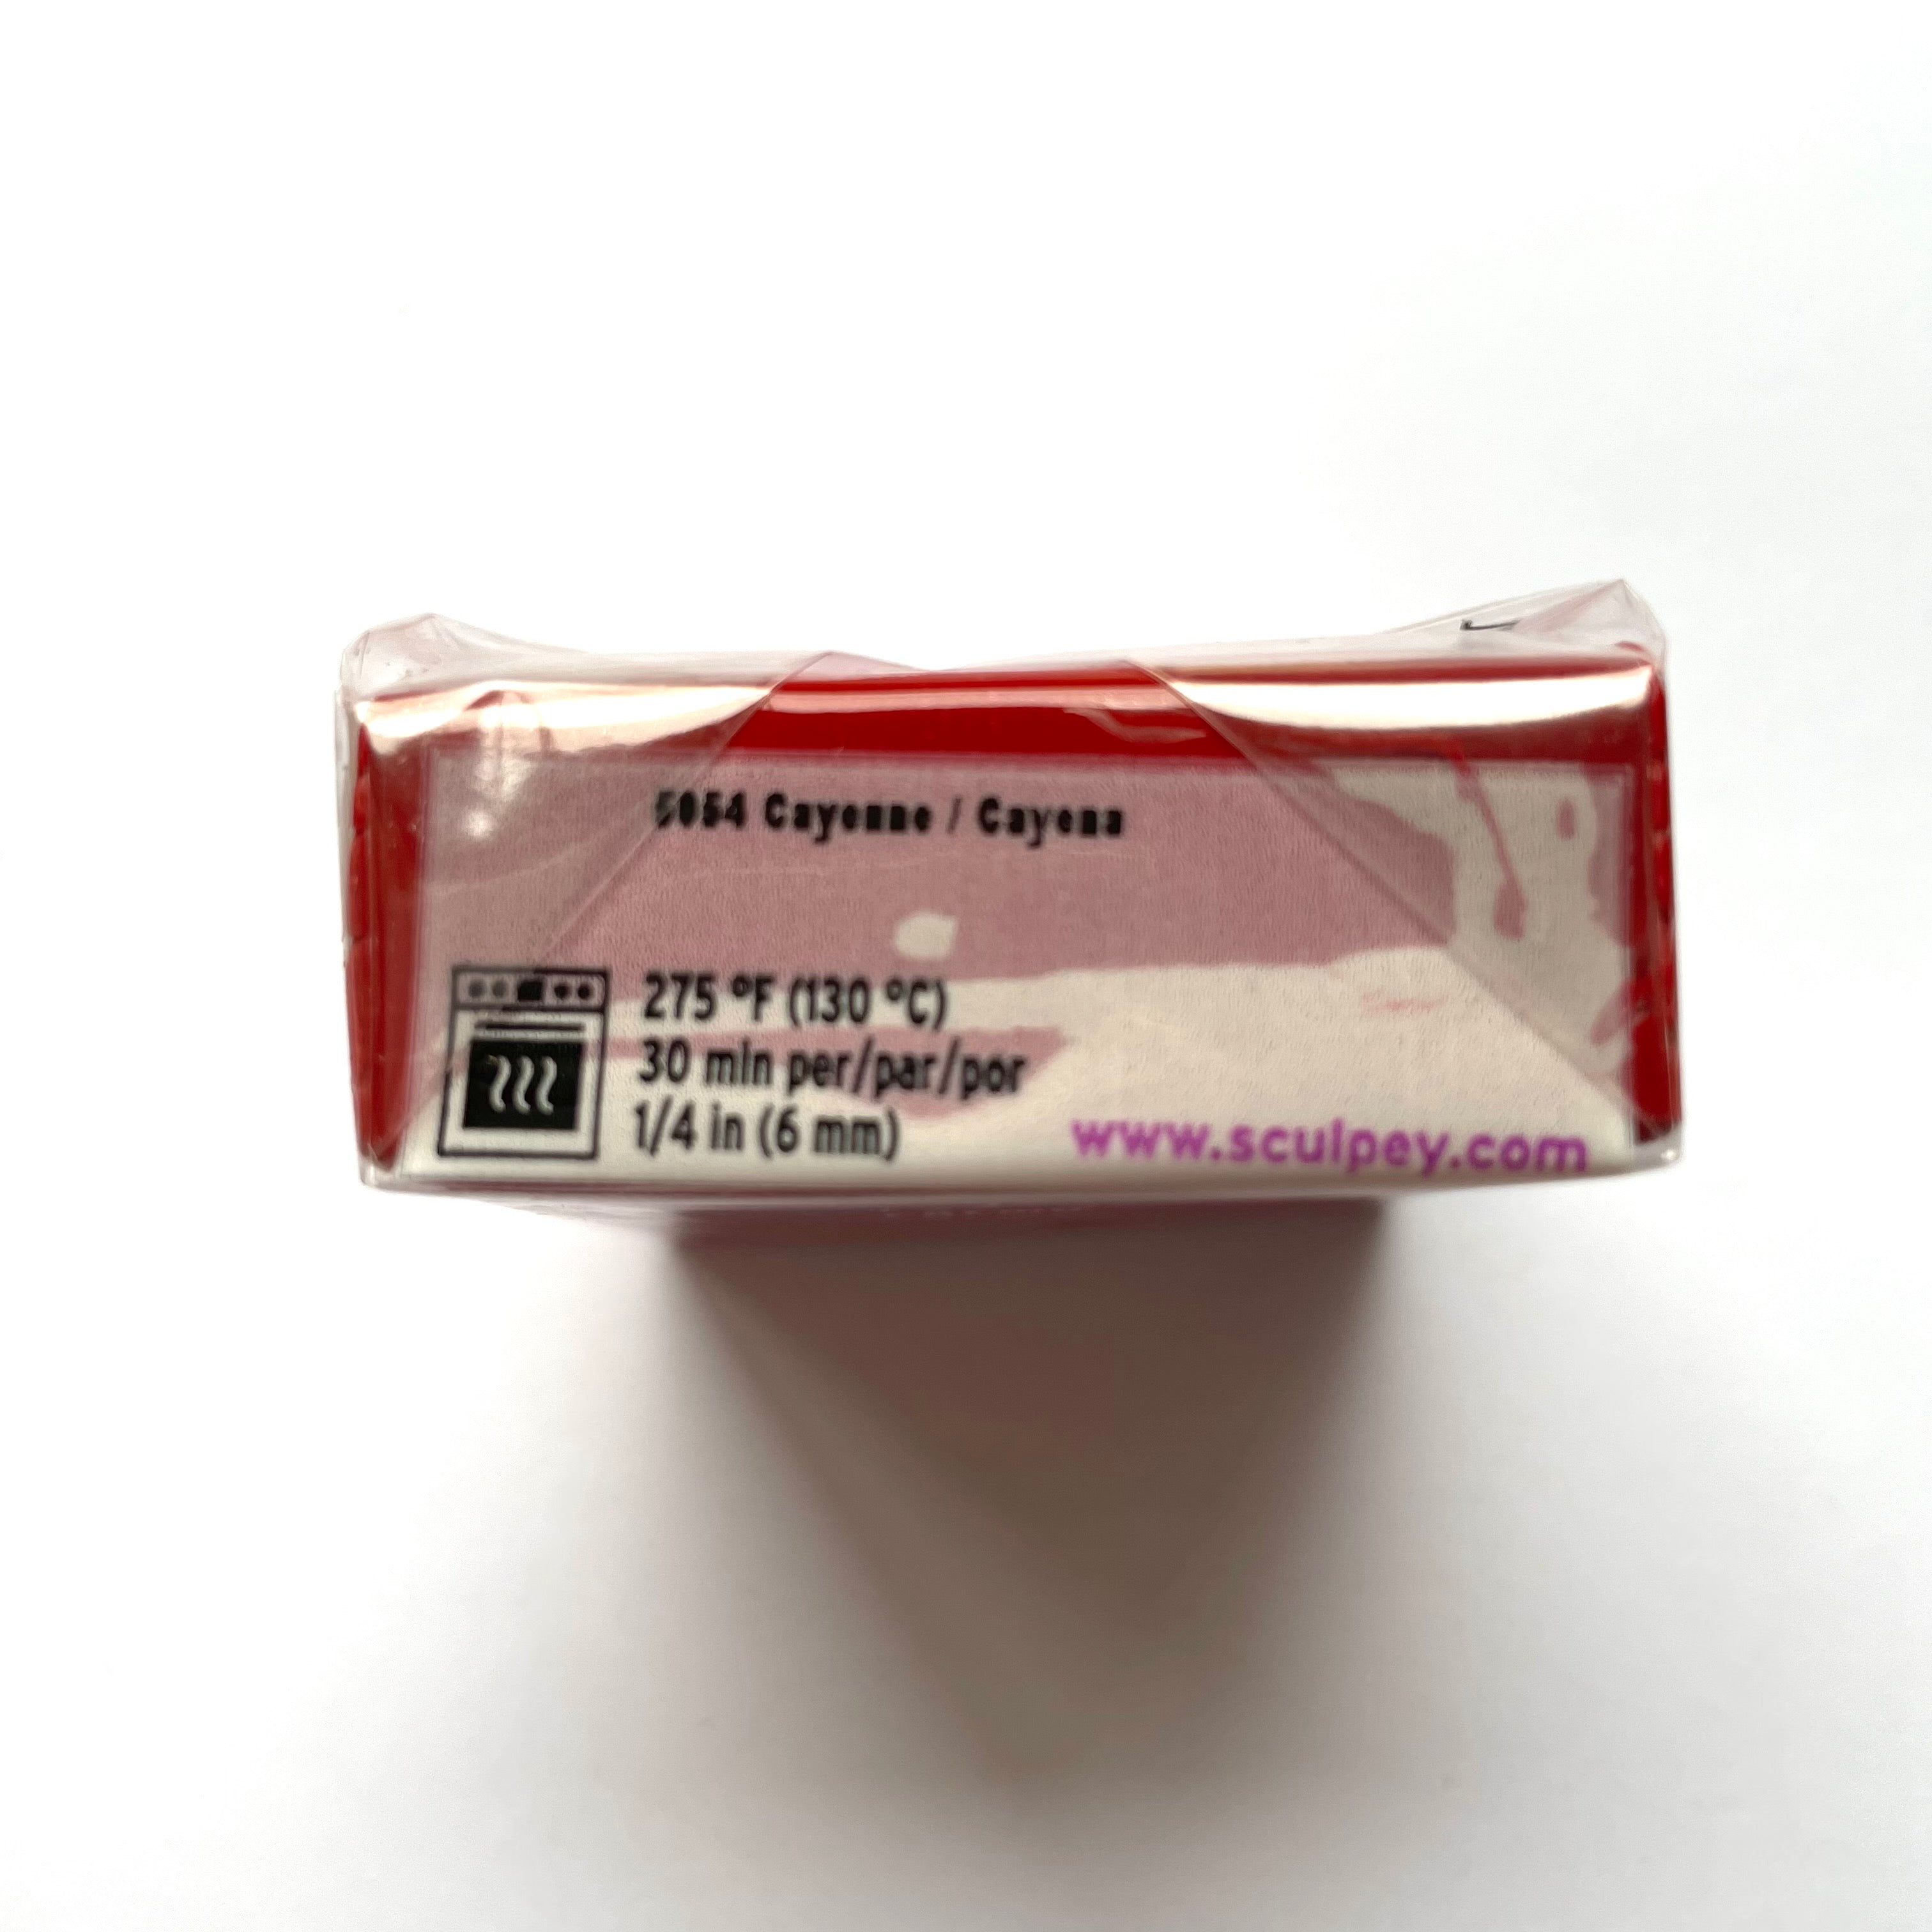 5054 Cayenne / Cayena
275 °F (130 °C)
30 min per/par/por
1/4 in (6 mm)
www.sculpey.com